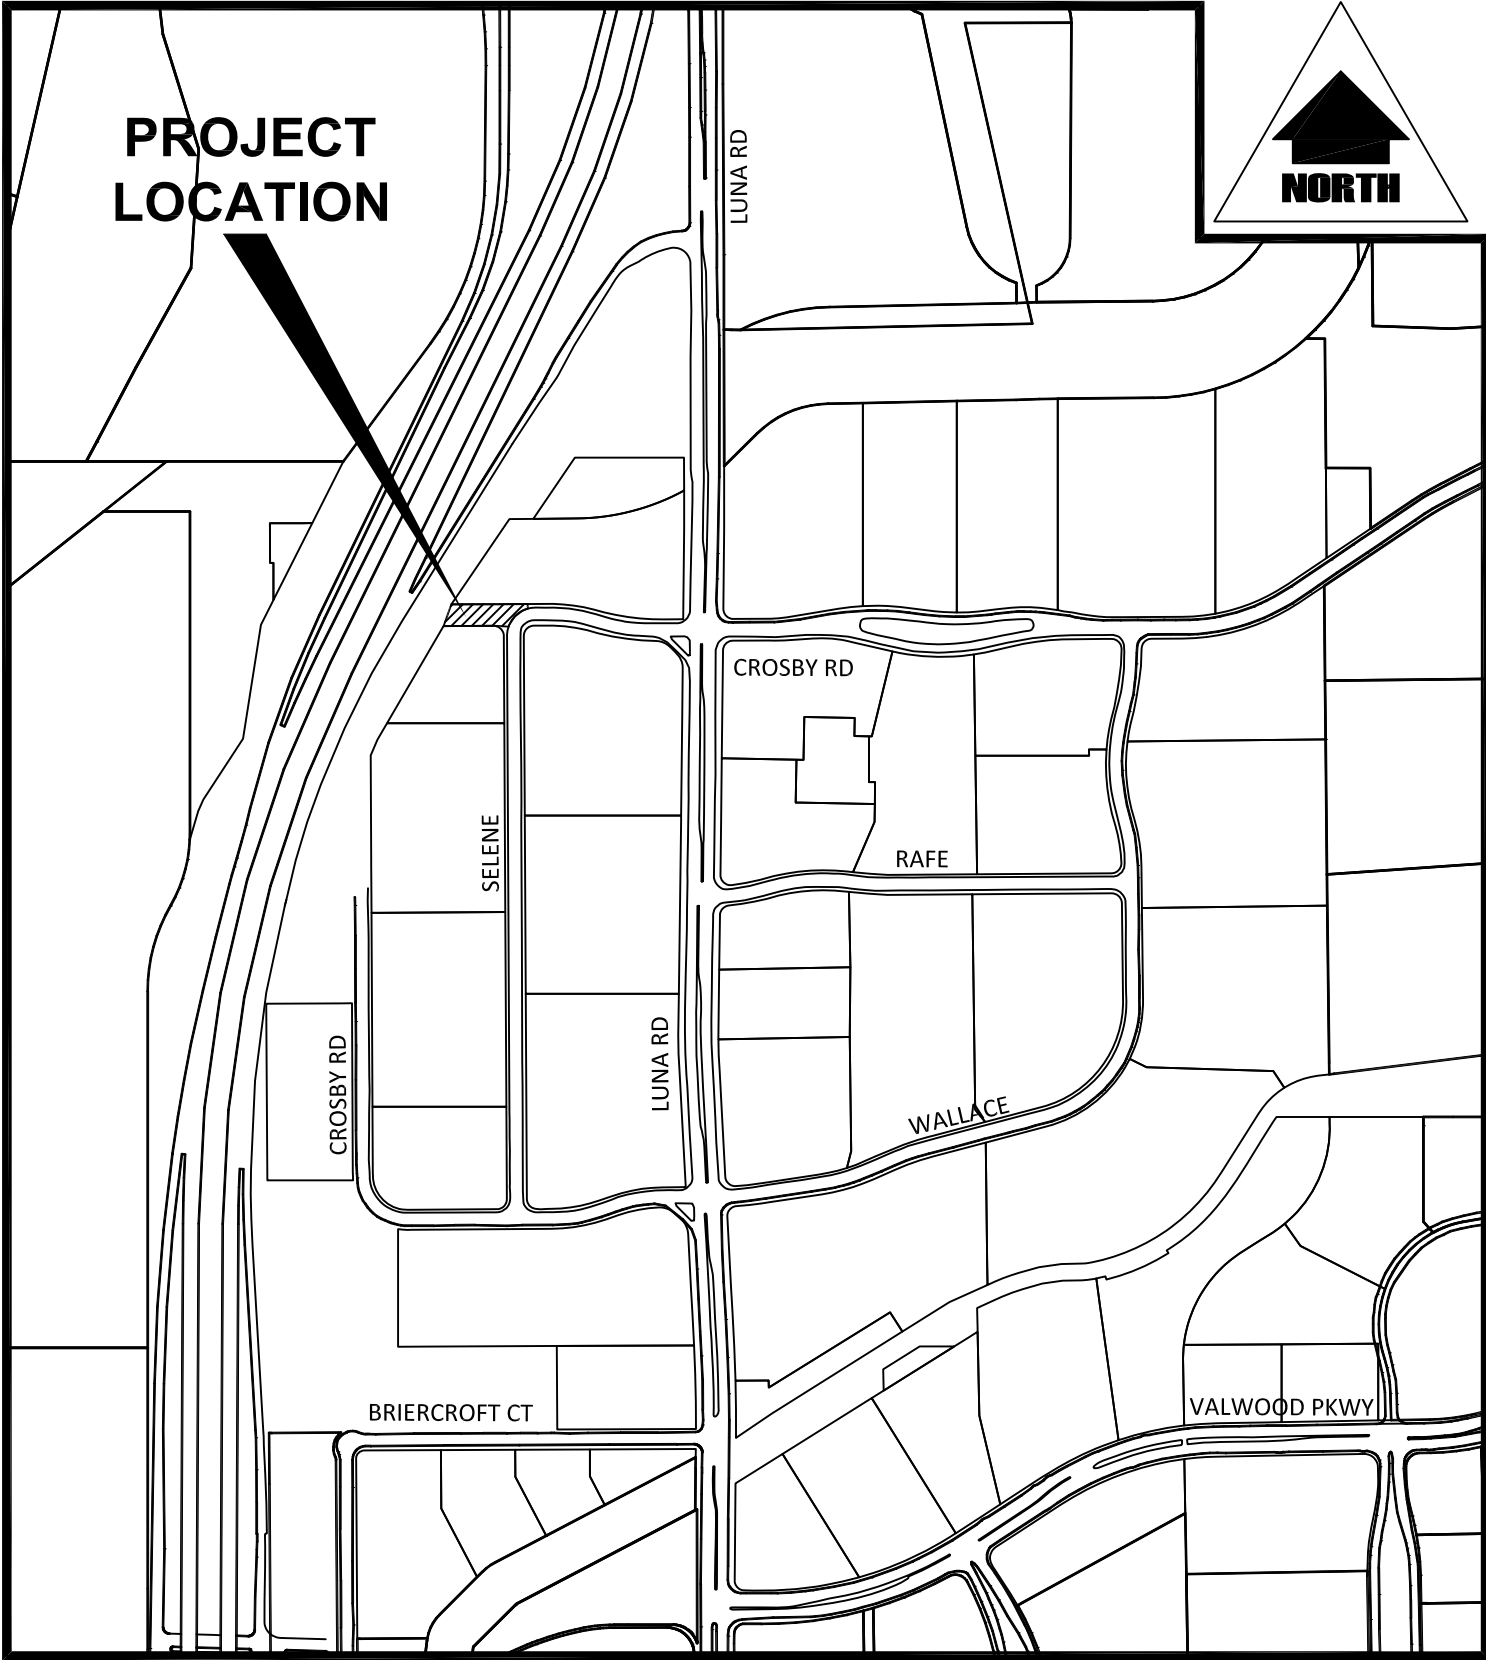 PROJECT
LOCATION
LUNA RD
NORTH
CROSBY RD
SELENE
RAFE
CROSBY RD
LUNA RD
WALLACE
BRIERCROFT CT
VALWOOD PKWY